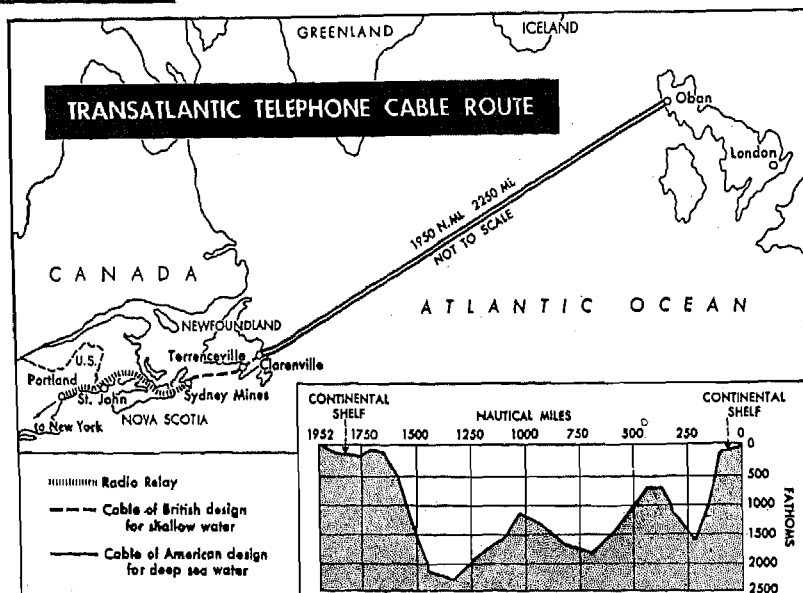 GREENLAND
ICELAND
TRANSATLANTIC TELEPHONE CABLE ROUTE
Oban
London
1950 N.MI. 2250 Mi
NOT TO SCALE
CANADA
ATLANTIC OCEAN
NEWFOUNDLAND
Terrenceville
Clarenville
U.S.
Portland
St. John
Sydney Mines
NOVA SCOTIA
to New York
Radio Relay
Cable of British design
for shallow water
Cable of American design
for deep sea water
CONTINENTAL
SHELF
NAUTICAL MILES
CONTINENTAL
SHELF
1952 1750 1500 1250 1000 750 500 250 0
0
500
1000
1500
2000
2500
FATHOMS